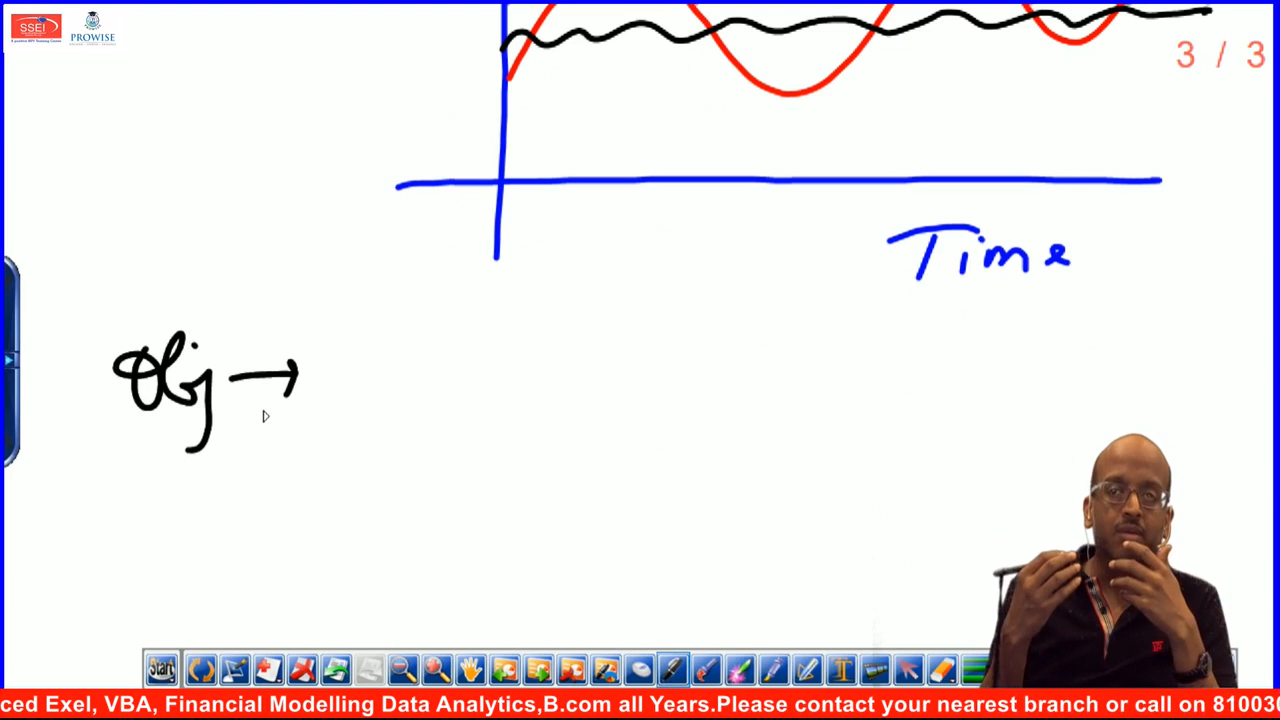 SSEI
PROWISE
3 / 3
Time
Obj →
Start
T
ced Exel, VBA, Financial Modelling Data Analytics,B.com all Years.Please contact your nearest branch or call on 81003